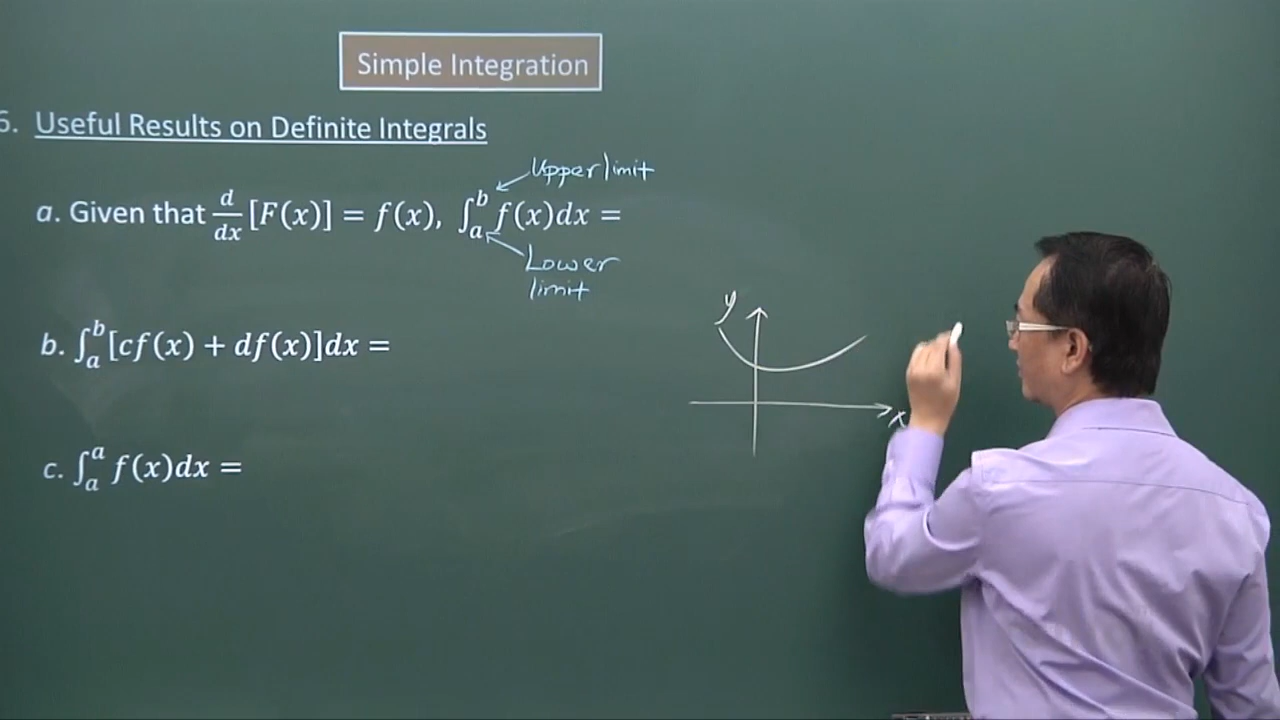 Simple Integration
6. Useful Results on Definite Integrals
Upper limit
a. Given that d/dx [F(x)] = f(x), ∫_a^b f(x)dx =
Lower
limit
y
b. ∫_a^b [cf(x) + df(x)]dx =
x
c. ∫_a^a f(x)dx =